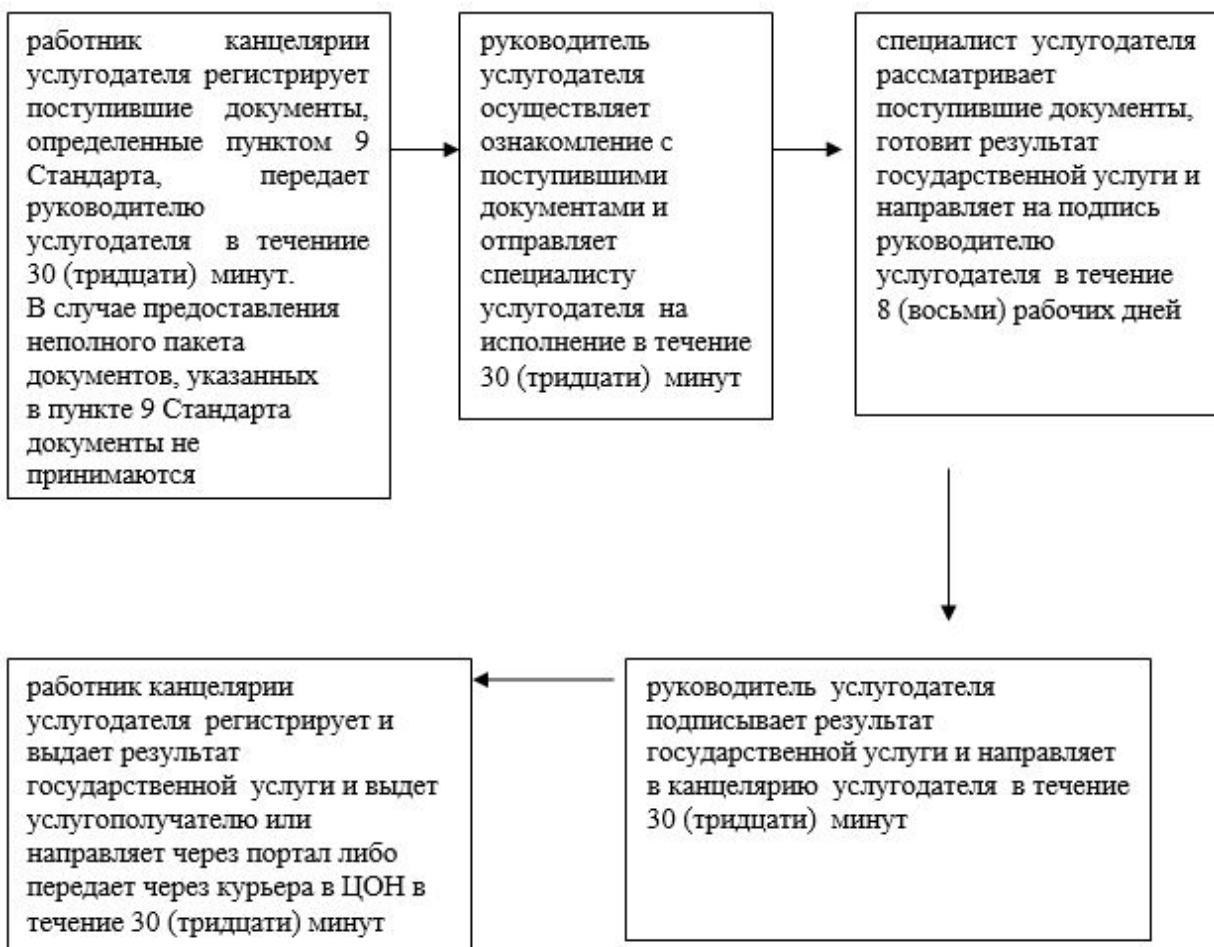 работник канцелярии
услугодателя регистрирует
поступившие документы,
определенные пунктом 9
Стандарта, передает
руководителю
услугодателя в течениие
30 (тридцати) минут.
В случае предоставления
неполного пакета
документов, указанных
в пункте 9 Стандарта
документы не
принимаются
руководитель
услугодателя
осуществляет
ознакомление с
поступившими
документами и
отправляет
специалисту
услугодателя на
исполнение в течение
30 (тридцати) минут
специалист услугодателя
рассматривает
поступившие документы,
готовит результат
государственной услуги и
направляет на подпись
руководителю
услугодателя в течение
8 (восьми) рабочих дней
руководитель услугодателя
подписывает результат
государственной услуги и направляет
в канцелярию услугодателя в течение
30 (тридцати) минут
работник канцелярии
услугодателя регистрирует и
выдает результат
государственной услуги и выдет
услугополучателю или
направляет через портал либо
передает через курьера в ЦОН в
течение 30 (тридцати) минут